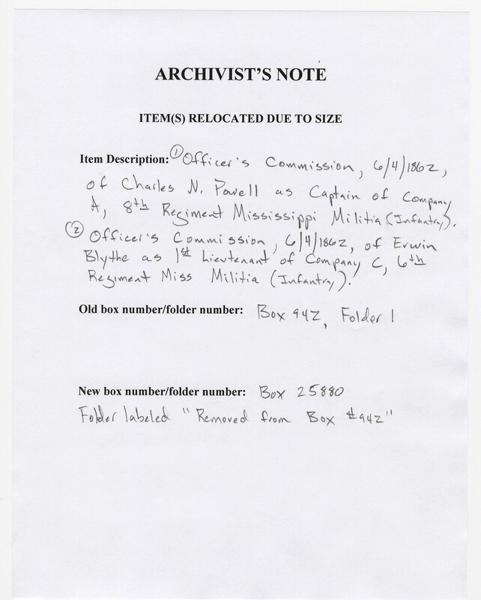 ARCHIVIST'S NOTE
ITEM(S) RELOCATED DUE TO SIZE
Item Description: ① Officer's Commission, 6/4/1862,
of Charles N. Powell as Captain of Company
A, 8th Regiment Mississippi Militia (Infantry).
② Officer's Commission, 6/4/1862, of Erwin
Blythe as 1st Lieutenant of Company C, 6th
Regiment Miss Militia (Infantry).
Old box number/folder number: Box 942, Folder 1
New box number/folder number: Box 25880
Folder labeled "Removed from Box #942"